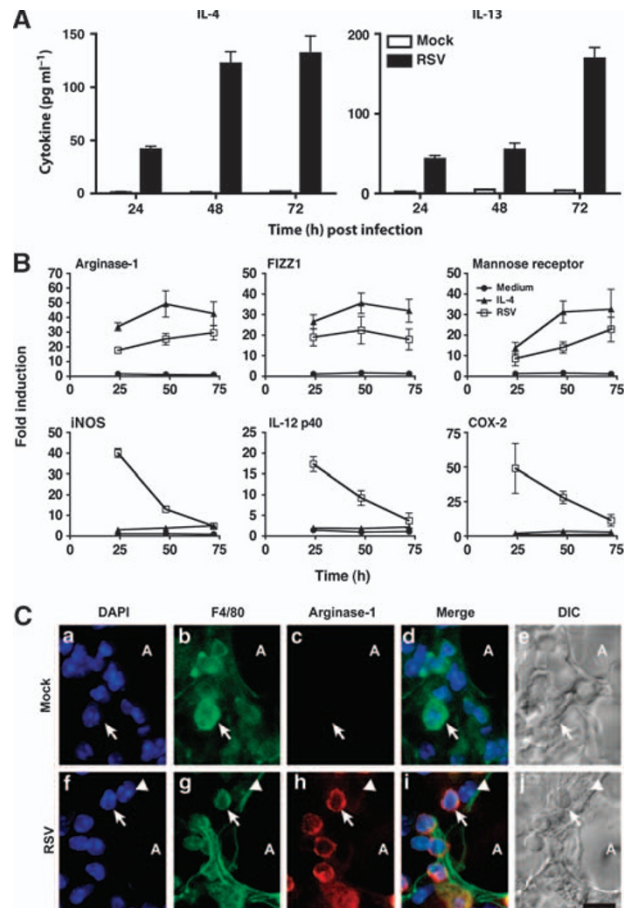 A IL-4 IL-13
Cytokine (pg ml⁻¹)
150
100
50
0
24 48 72
200
100
0
24 48 72
Mock
RSV
Time (h) post infection
B
Fold induction
Arginase-1
70
60
50
40
30
20
10
0
0 25 50 75
FIZZ1
50
40
30
20
10
0
0 25 50 75
Mannose receptor
50
40
30
20
10
0
0 25 50 75
Medium
IL-4
RSV
iNOS
50
40
30
20
10
0
0 25 50 75
IL-12 p40
25
20
15
10
5
0
0 25 50 75
COX-2
75
50
25
0
0 25 50 75
Time (h)
C DAPI F4/80 Arginase-1 Merge DIC
Mock
a A b A c A d A e A
RSV
f A g A h A i A j A